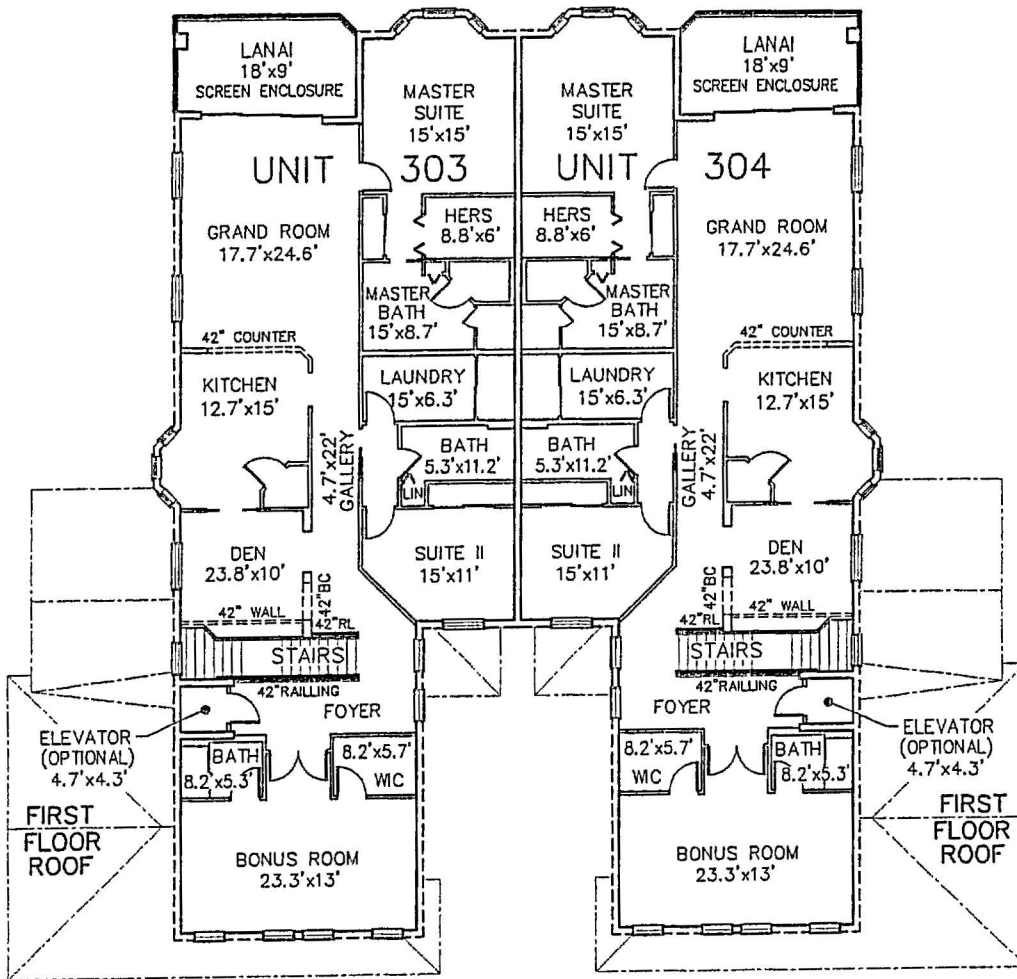 LANAI
18'x9'
SCREEN ENCLOSURE
MASTER
SUITE
15'x15'
MASTER
SUITE
15'x15'
LANAI
18'x9'
SCREEN ENCLOSURE
UNIT 303
UNIT 304
GRAND ROOM
17.7'x24.6'
HERS
8.8'x6'
HERS
8.8'x6'
GRAND ROOM
17.7'x24.6'
MASTER
BATH
15'x8.7'
MASTER
BATH
15'x8.7'
42" COUNTER
42" COUNTER
KITCHEN
12.7'x15'
LAUNDRY
15'x6.3'
LAUNDRY
15'x6.3'
KITCHEN
12.7'x15'
4.7'x22'
GALLERY
BATH
5.3'x11.2'
LIN
BATH
5.3'x11.2'
LIN
GALLERY
4.7'x22'
DEN
23.8'x10'
SUITE II
15'x11'
SUITE II
15'x11'
DEN
23.8'x10'
42" WALL
42"BC
42"RL
42"BC
42"RL
42" WALL
STAIRS
STAIRS
42"RAILLING
42"RAILLING
FOYER
FOYER
ELEVATOR
(OPTIONAL)
4.7'x4.3'
BATH
8.2'x5.3'
8.2'x5.7'
WIC
8.2'x5.7'
WIC
BATH
8.2'x5.3'
ELEVATOR
(OPTIONAL)
4.7'x4.3'
FIRST
FLOOR
ROOF
FIRST
FLOOR
ROOF
BONUS ROOM
23.3'x13'
BONUS ROOM
23.3'x13'